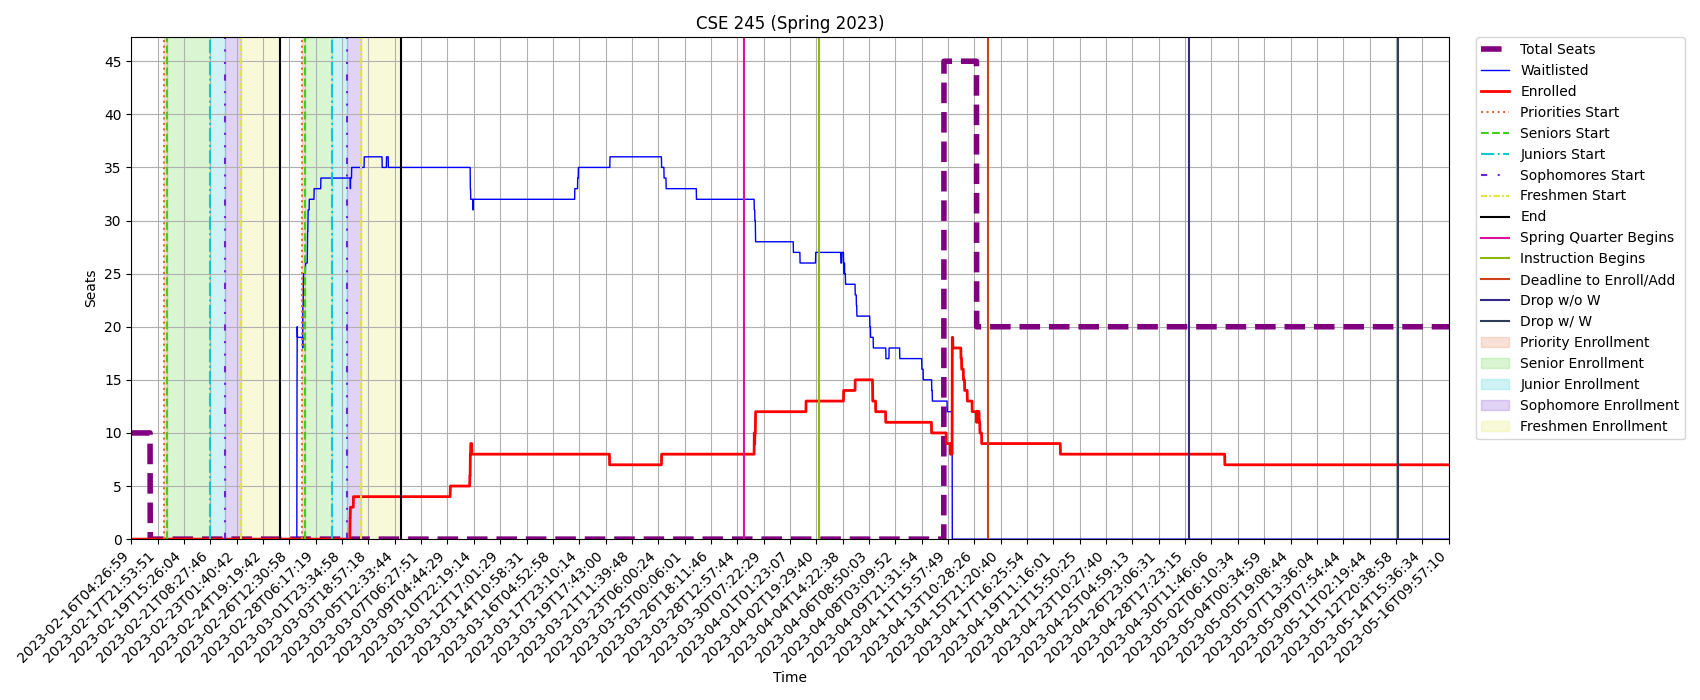 CSE 245 (Spring 2023)
Seats
45
40
35
30
25
20
15
10
5
0
2023-02-16T04:26:59
2023-02-17T21:53:51
2023-02-19T15:26:04
2023-02-21T08:27:46
2023-02-23T01:40:42
2023-02-24T19:19:42
2023-02-26T12:30:58
2023-02-28T06:17:19
2023-03-01T23:34:58
2023-03-03T18:57:18
2023-03-05T12:33:44
2023-03-07T06:27:51
2023-03-09T04:44:29
2023-03-10T22:19:14
2023-03-12T17:01:29
2023-03-14T10:58:31
2023-03-16T04:52:58
2023-03-17T23:10:14
2023-03-19T17:43:00
2023-03-21T11:39:48
2023-03-23T06:00:24
2023-03-25T00:06:01
2023-03-26T18:11:46
2023-03-28T12:57:44
2023-03-30T07:22:29
2023-04-01T01:23:07
2023-04-02T19:29:40
2023-04-04T14:22:38
2023-04-06T08:50:03
2023-04-08T03:09:52
2023-04-09T21:31:54
2023-04-11T15:57:49
2023-04-13T10:28:26
2023-04-15T21:20:40
2023-04-17T16:25:54
2023-04-19T11:16:01
2023-04-21T15:50:25
2023-04-23T10:27:40
2023-04-25T04:59:13
2023-04-26T23:06:31
2023-04-28T17:23:15
2023-04-30T11:46:06
2023-05-02T06:10:34
2023-05-04T00:34:59
2023-05-05T19:08:44
2023-05-07T13:36:04
2023-05-09T07:54:44
2023-05-11T02:19:44
2023-05-12T20:38:58
2023-05-14T15:36:34
2023-05-16T09:57:10
Time
Total Seats
Waitlisted
Enrolled
Priorities Start
Seniors Start
Juniors Start
Sophomores Start
Freshmen Start
End
Spring Quarter Begins
Instruction Begins
Deadline to Enroll/Add
Drop w/o W
Drop w/ W
Priority Enrollment
Senior Enrollment
Junior Enrollment
Sophomore Enrollment
Freshmen Enrollment